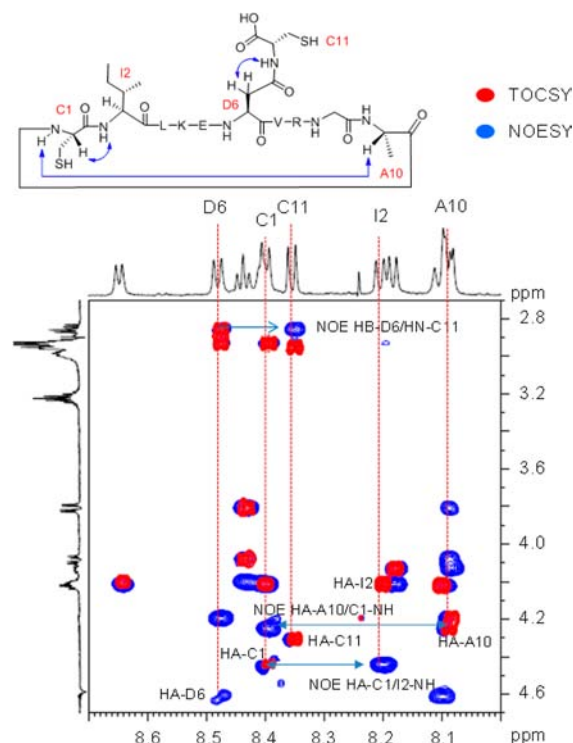 HO
O
SH
C11
HN
H
H
O
I2
D6
C1
O
H
N
O
H
N
H
SH
O
L
K
E
N
H
O
V
R
N
H
O
H
N
H
O
A10
TOCSY
NOESY
D6
C1
C11
I2
A10
ppm
ppm
NOE HB-D6/HN-C11
2.8
3.2
3.6
4.0
HA-I2
NOE HA-A10/C1-NH
4.2
HA-C11
HA-A10
HA-C1
4.4
NOE HA-C1/I2-NH
HA-D6
4.6
8.6 8.5 8.4 8.3 8.2 8.1